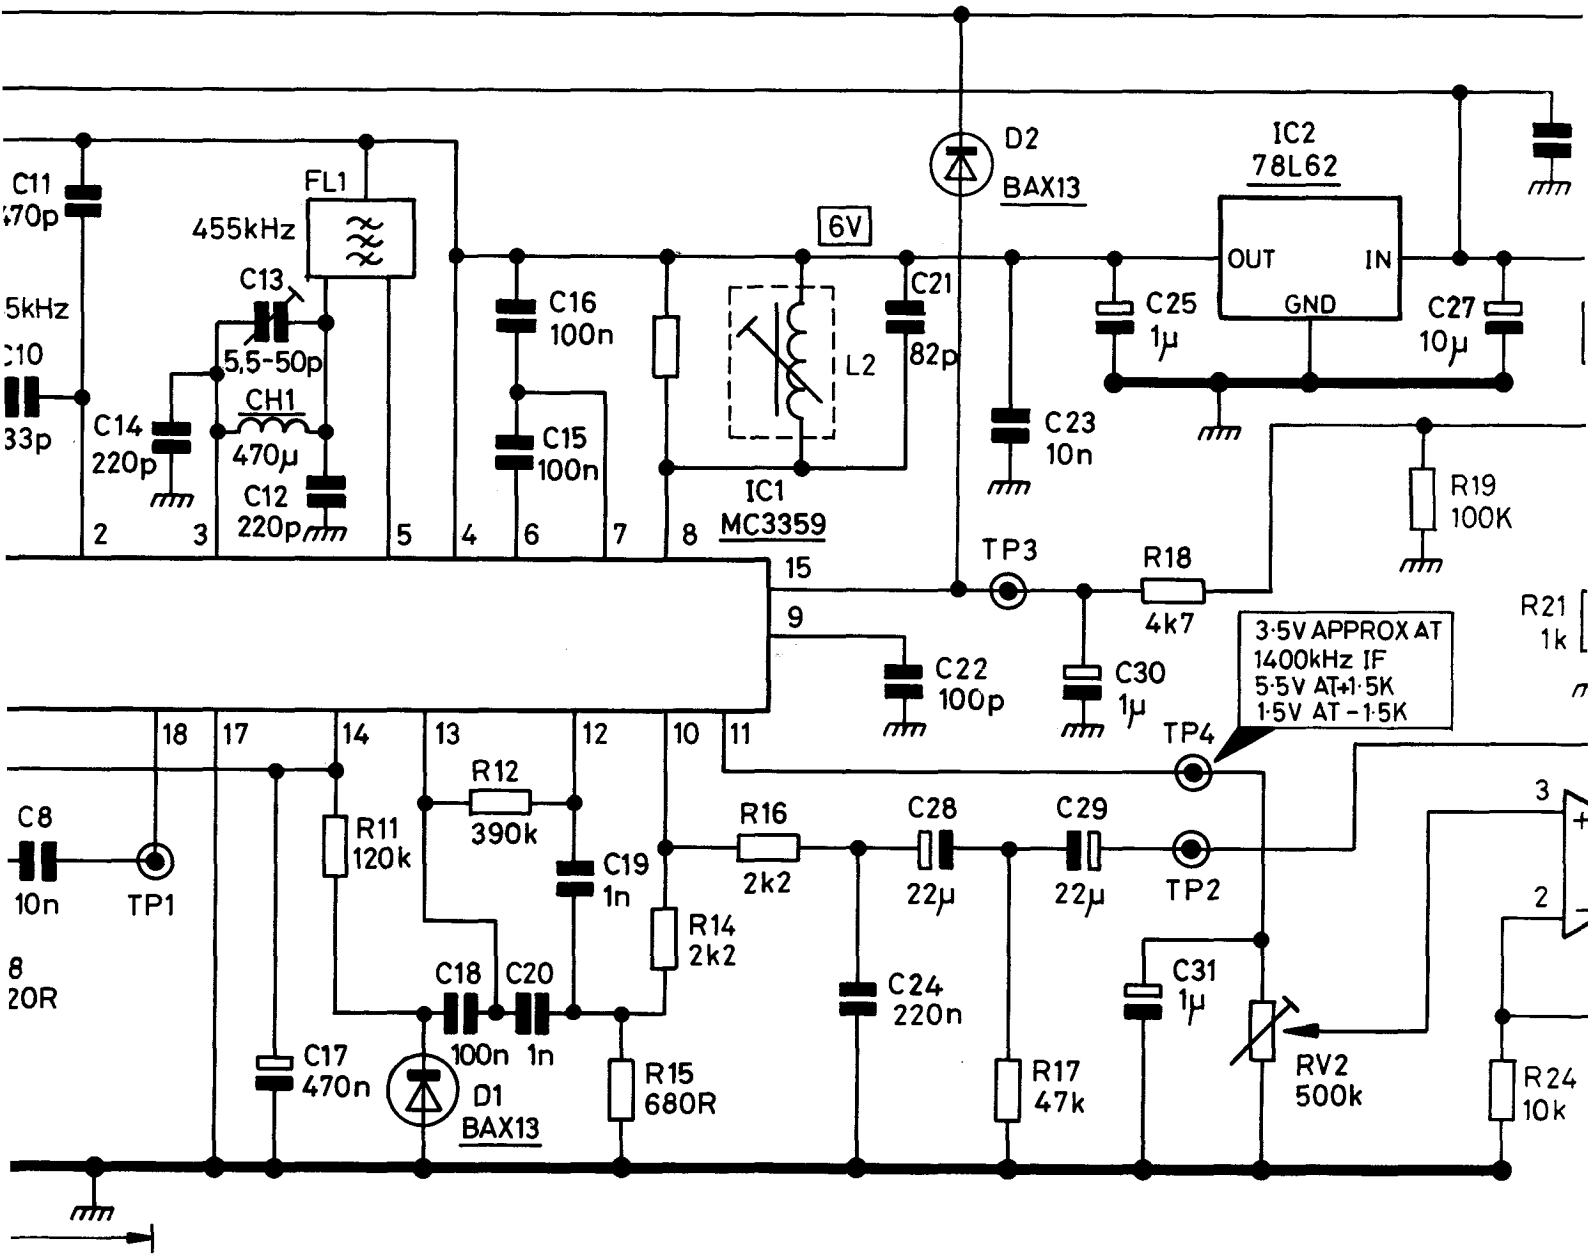 D2
BAX13
IC2
78L62
C11
470p
FL1
455kHz
6V
OUT
IN
GND
C13
5,5-50p
C21
82p
C16
100n
C25
1µ
C27
10µ
5kHz
C10
33p
L2
CH1
470µ
C14
220p
C15
100n
C23
10n
C12
220p
IC1
MC3359
R19
100K
2
3
5
4
6
7
8
15
TP3
R18
4k7
9
R21
1k
3·5V APPROX AT
1400kHz IF
5·5V AT+1·5K
1·5V AT-1·5K
C22
100p
C30
1µ
18
17
14
13
12
10
11
TP4
R12
390k
3
+
C8
10n
TP1
R11
120k
R16
2k2
C28
22µ
C29
22µ
TP2
C19
1n
2
-
R14
2k2
8
20R
C18
100n
C20
1n
C24
220n
C31
1µ
C17
470n
D1
BAX13
R15
680R
R17
47k
RV2
500k
R24
10k